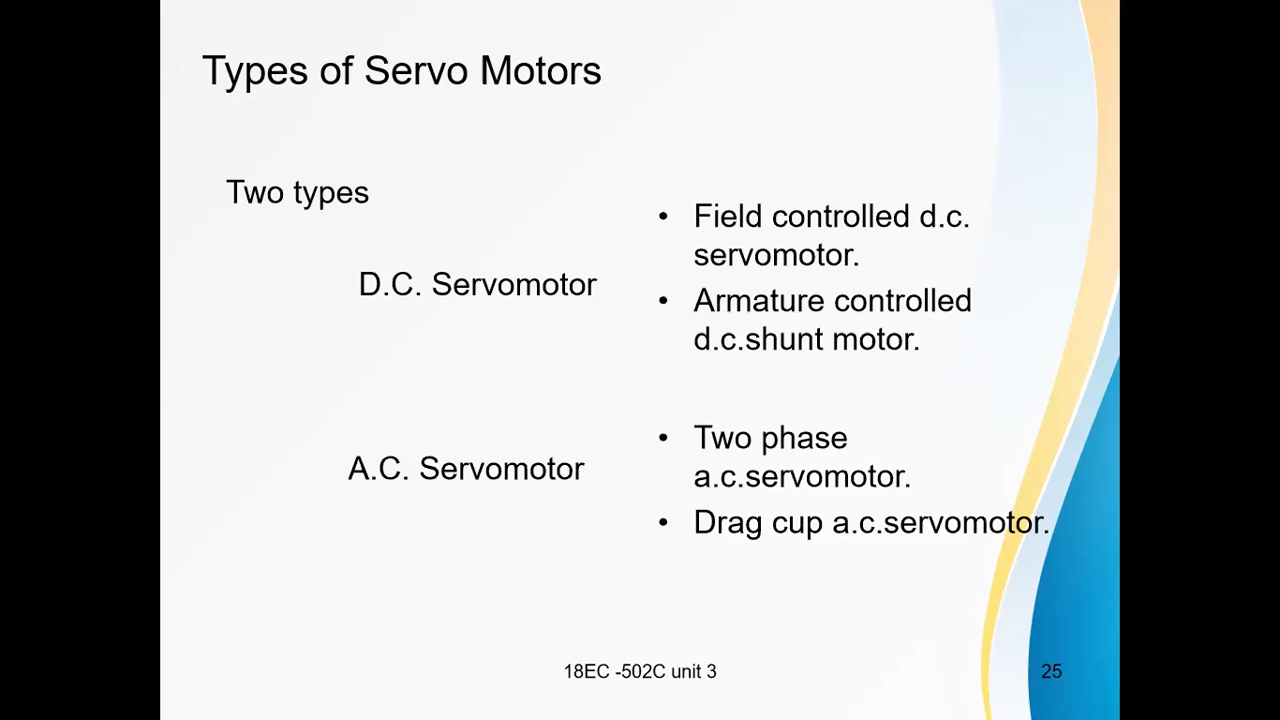 Types of Servo Motors
Two types
D.C. Servomotor
• Field controlled d.c.
servomotor.
• Armature controlled
d.c.shunt motor.
A.C. Servomotor
• Two phase
a.c.servomotor.
• Drag cup a.c.servomotor.
18EC -502C unit 3
25